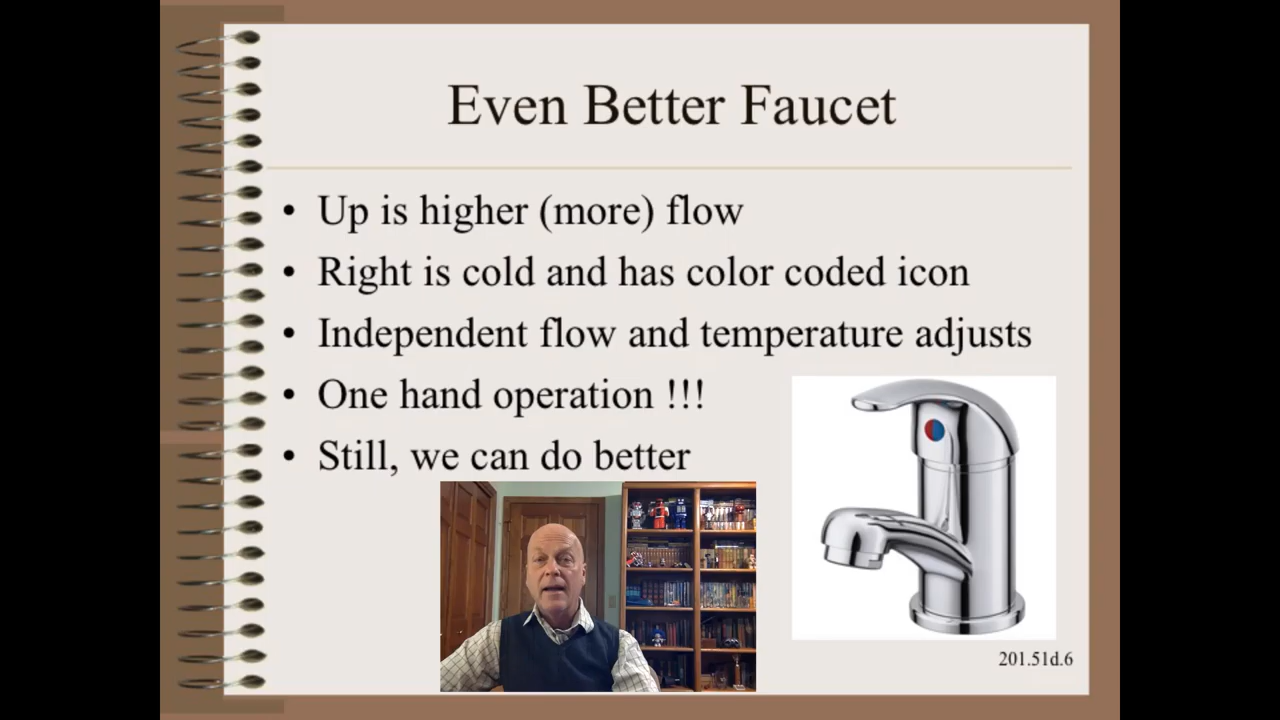 Even Better Faucet
• Up is higher (more) flow
• Right is cold and has color coded icon
• Independent flow and temperature adjusts
• One hand operation !!!
• Still, we can do better
201.51d.6